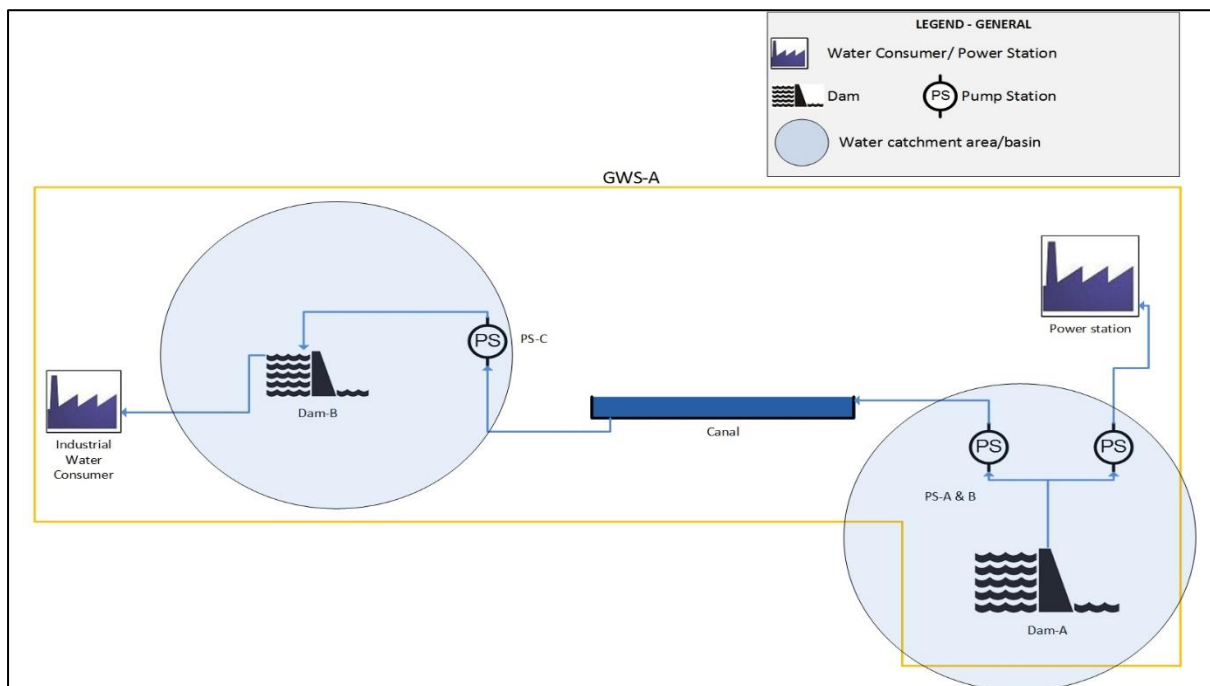 LEGEND - GENERAL
Water Consumer/ Power Station
Dam
PS
Pump Station
Water catchment area/basin
GWS-A
Power station
PS
PS-C
Dam-B
Industrial
Water
Consumer
Canal
PS
PS
PS-A & B
Dam-A